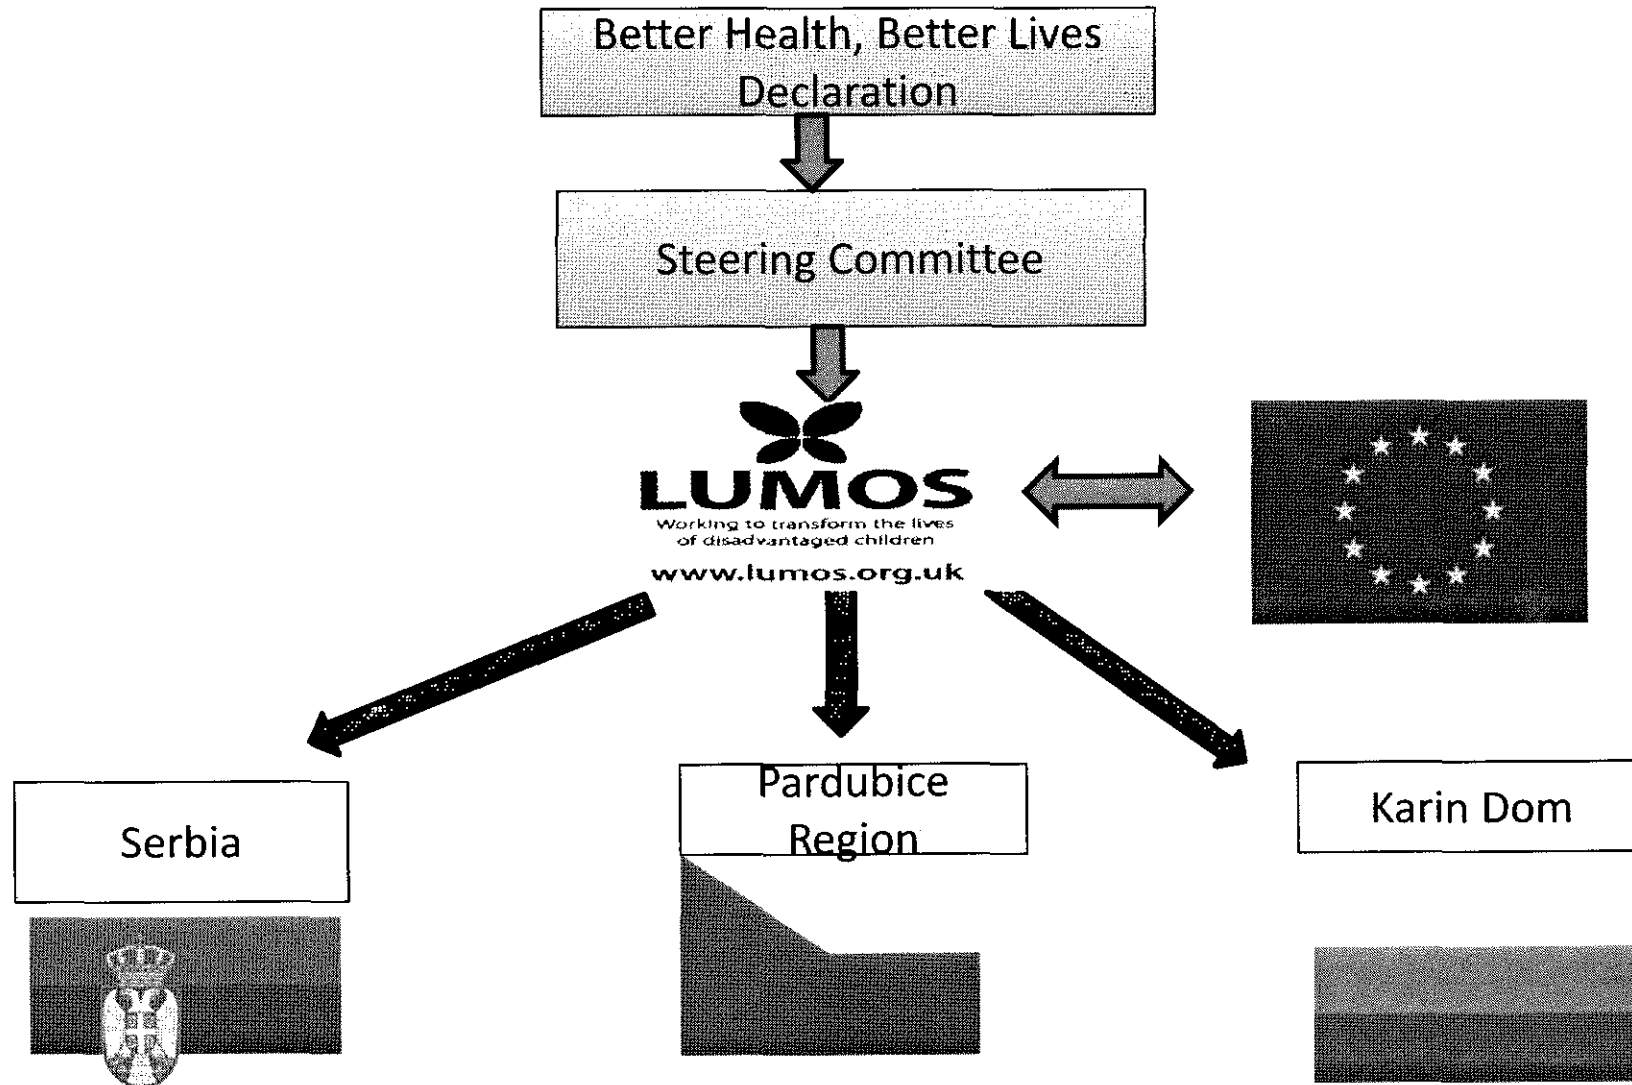 Better Health, Better Lives
Declaration
Steering Committee
LUMOS
Working to transform the lives
of disadvantaged children
www.lumos.org.uk
Serbia
Pardubice
Region
Karin Dom